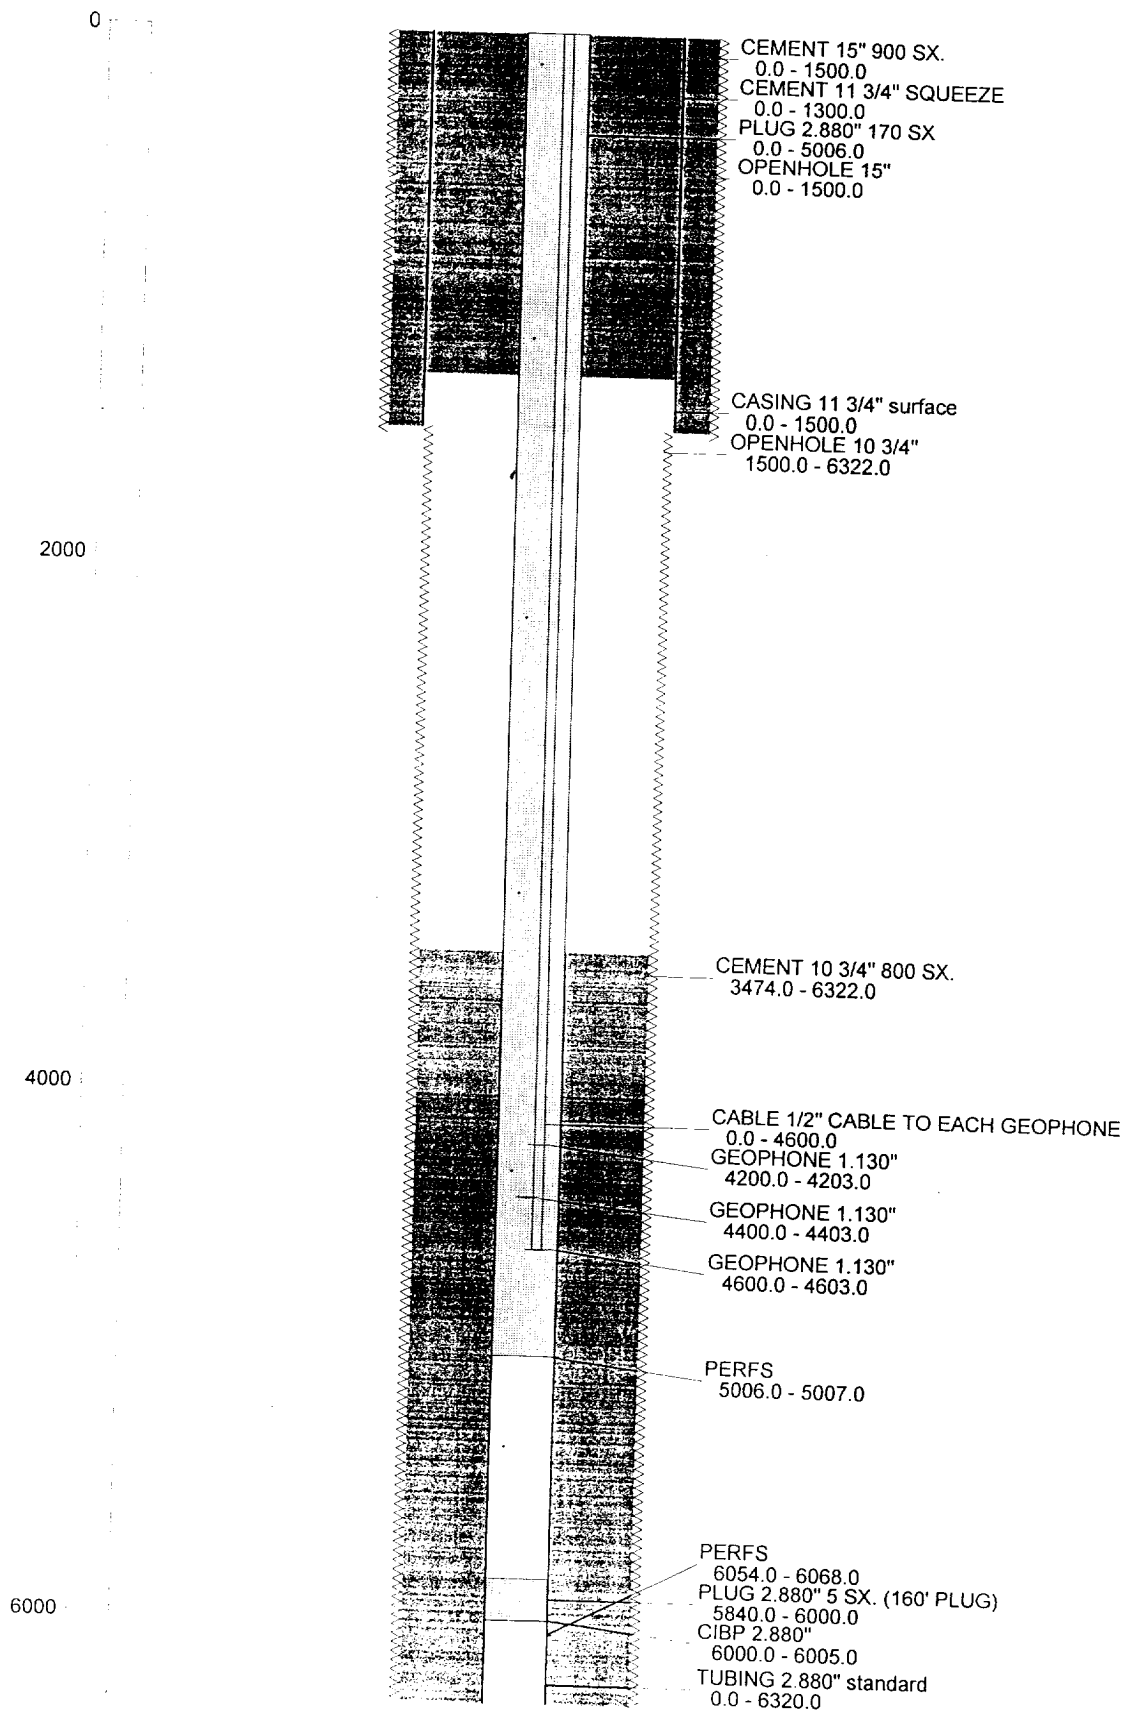 0
CEMENT 15" 900 SX.
0.0 - 1500.0
CEMENT 11 3/4" SQUEEZE
0.0 - 1300.0
PLUG 2.880" 170 SX
0.0 - 5006.0
OPENHOLE 15"
0.0 - 1500.0
CASING 11 3/4" surface
0.0 - 1500.0
OPENHOLE 10 3/4"
1500.0 - 6322.0
2000
CEMENT 10 3/4" 800 SX.
3474.0 - 6322.0
4000
CABLE 1/2" CABLE TO EACH GEOPHONE
0.0 - 4600.0
GEOPHONE 1.130"
4200.0 - 4203.0
GEOPHONE 1.130"
4400.0 - 4403.0
GEOPHONE 1.130"
4600.0 - 4603.0
PERFS
5006.0 - 5007.0
PERFS
6054.0 - 6068.0
PLUG 2.880" 5 SX. (160' PLUG)
5840.0 - 6000.0
6000
CIBP 2.880"
6000.0 - 6005.0
TUBING 2.880" standard
0.0 - 6320.0